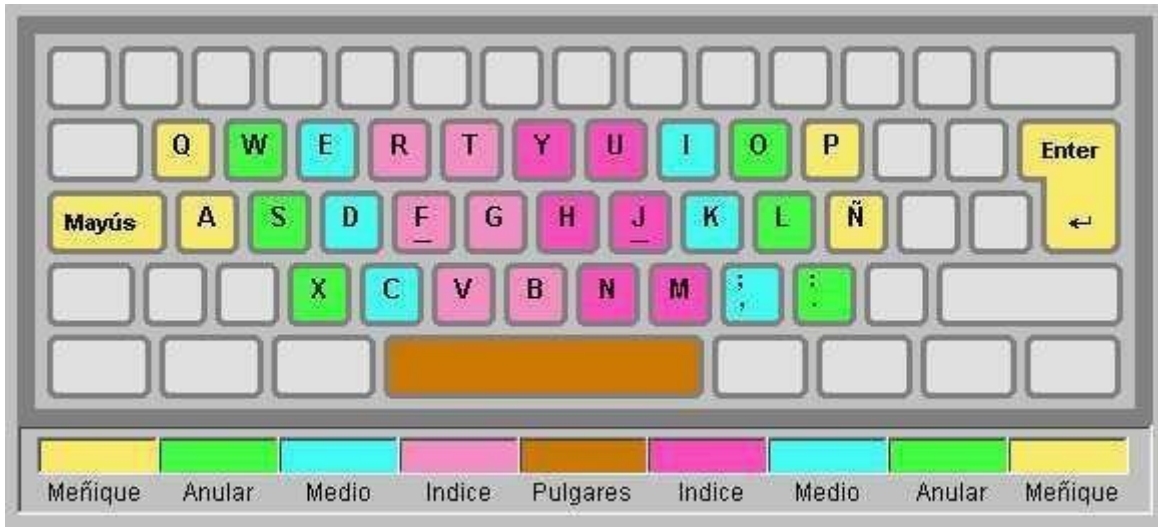 Q W E R T Y U I O P Enter
Mayús A S D F G H J K L Ñ ↵
X C V B N M ; , : .
Meñique Anular Medio Indice Pulgares Indice Medio Anular Meñique